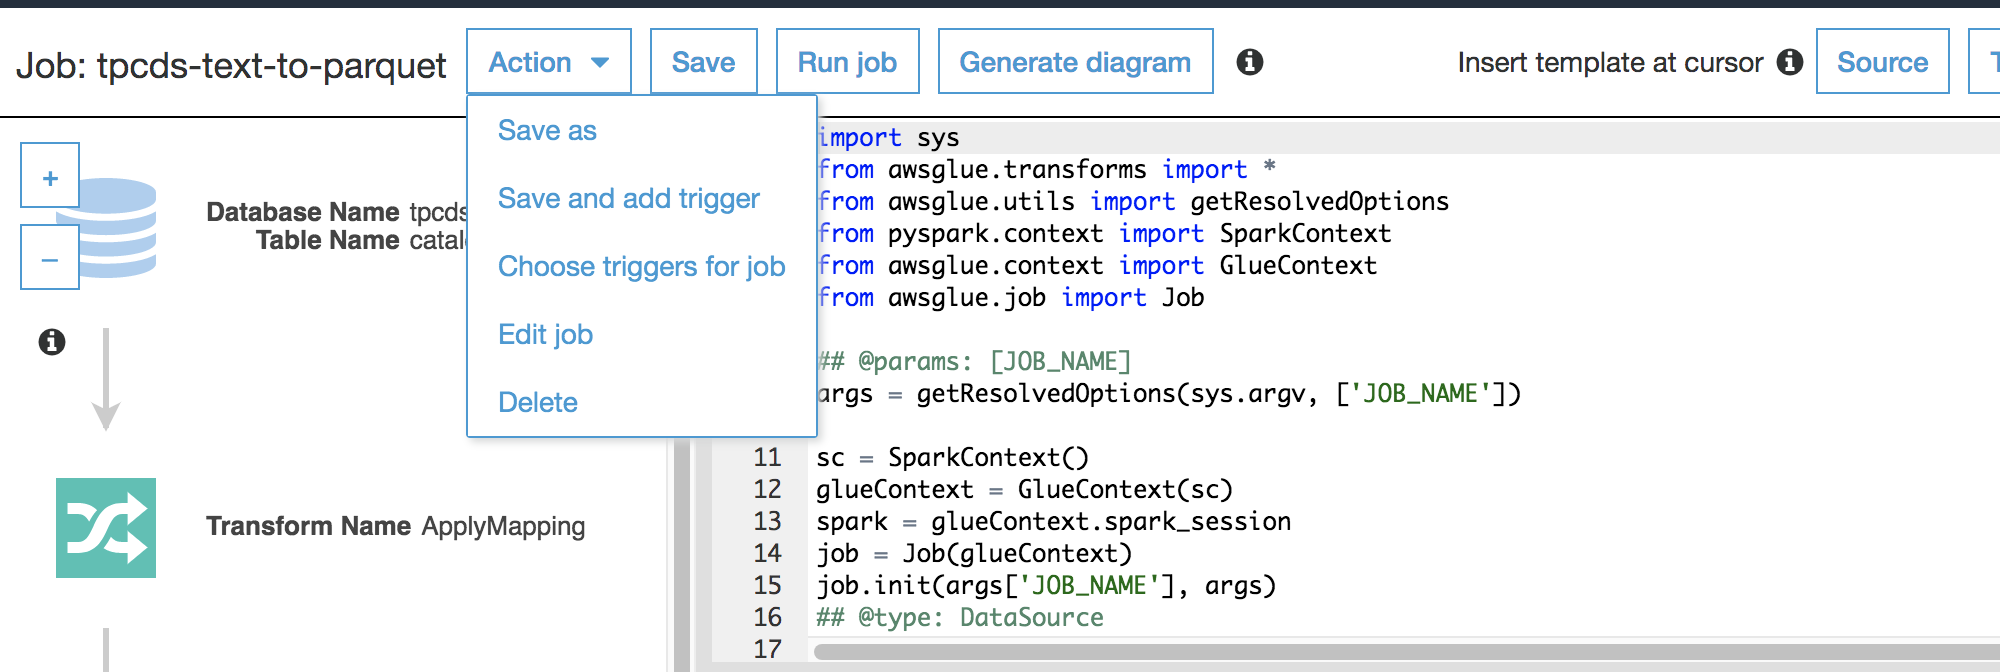 Job: tpcds-text-to-parquet Action Save Run job Generate diagram Insert template at cursor Source
Save as
Save and add trigger
Choose triggers for job
Edit job
Delete
+
−
Database Name tpcds
Table Name catal
Transform Name ApplyMapping
import sys
from awsglue.transforms import *
from awsglue.utils import getResolvedOptions
from pyspark.context import SparkContext
from awsglue.context import GlueContext
from awsglue.job import Job
## @params: [JOB_NAME]
args = getResolvedOptions(sys.argv, ['JOB_NAME'])
11 sc = SparkContext()
12 glueContext = GlueContext(sc)
13 spark = glueContext.spark_session
14 job = Job(glueContext)
15 job.init(args['JOB_NAME'], args)
16 ## @type: DataSource
17